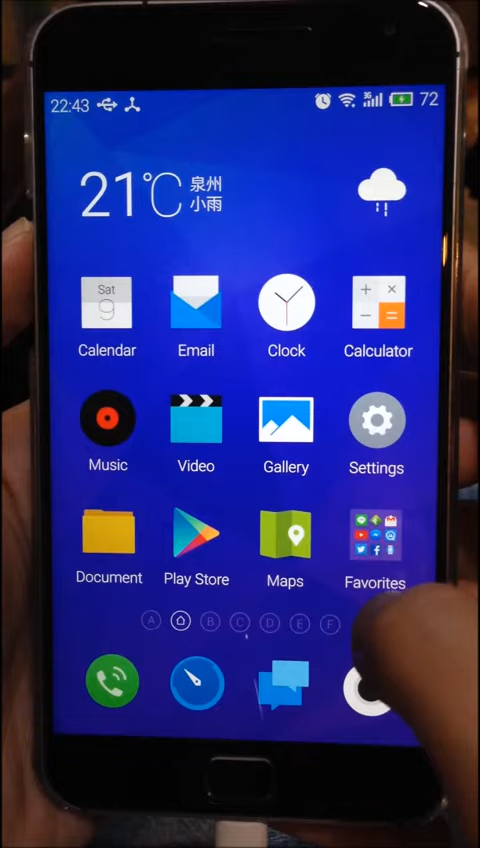 22:43 3G 72
21℃ 泉州
小雨
Sat
9
Calendar Email Clock Calculator
Music Video Gallery Settings
Document Play Store Maps Favorites
A B C D E F